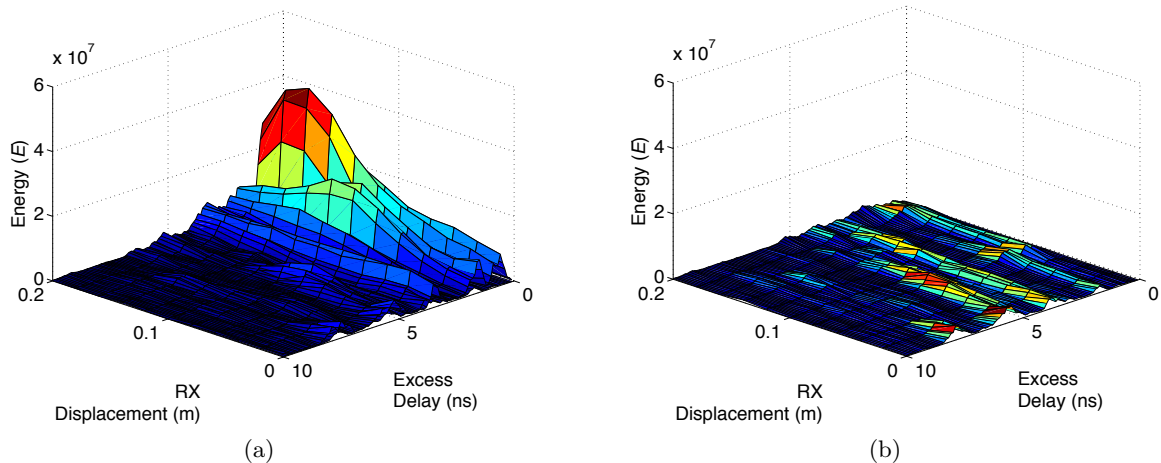 x 10^7
6
4
2
0
Energy (E)
0.2
0.1
0
RX
Displacement (m)
10
5
0
Excess
Delay (ns)
(a)
x 10^7
6
4
2
0
Energy (E)
0.2
0.1
0
RX
Displacement (m)
10
5
0
Excess
Delay (ns)
(b)